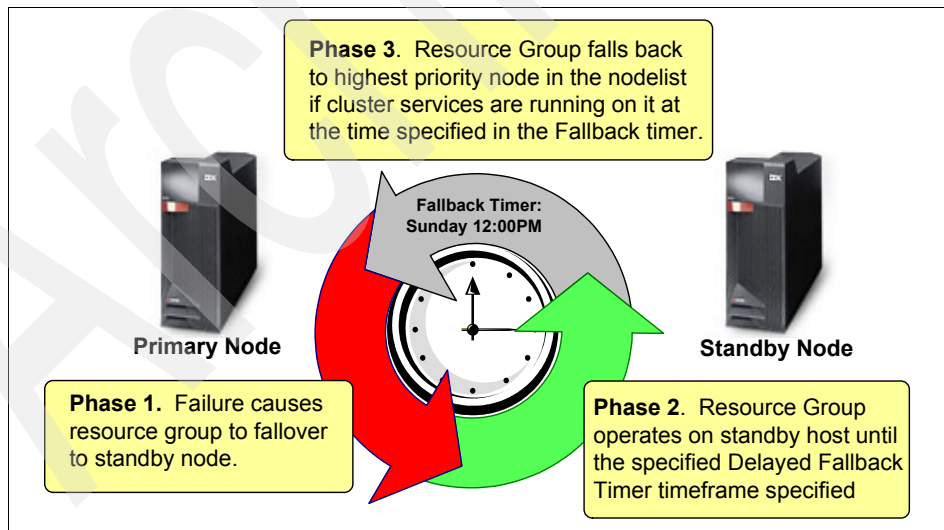 Phase 3.  Resource Group falls back
to highest priority node in the nodelist
if cluster services are running on it at
the time specified in the Fallback timer.
Fallback Timer:
Sunday 12:00PM
Primary Node
Standby Node
Phase 1.  Failure causes
resource group to fallover
to standby node.
Phase 2.  Resource Group
operates on standby host until
the specified Delayed Fallback
Timer timeframe specified